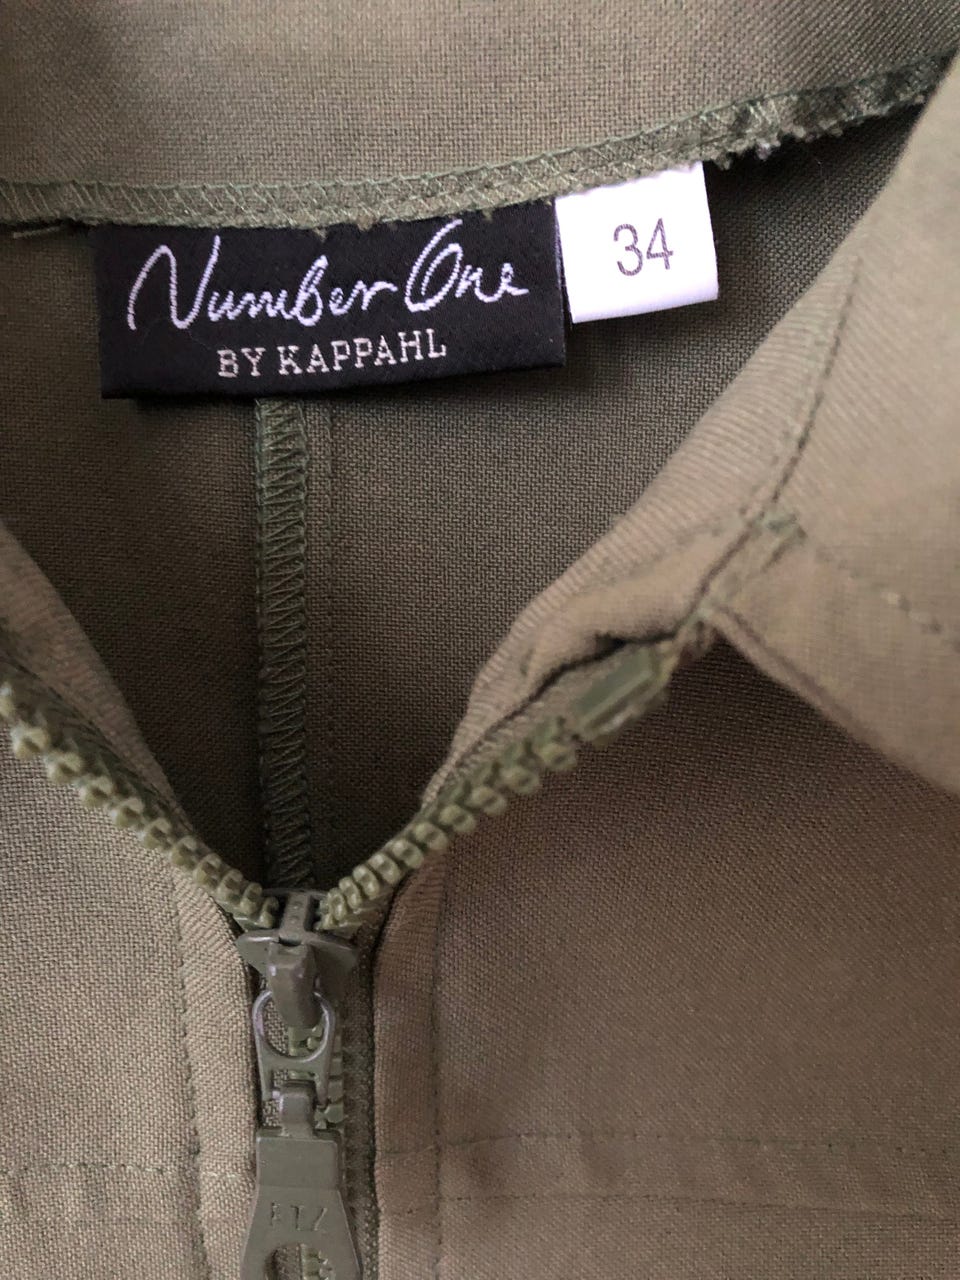 Number One
BY KAPPAHL
34